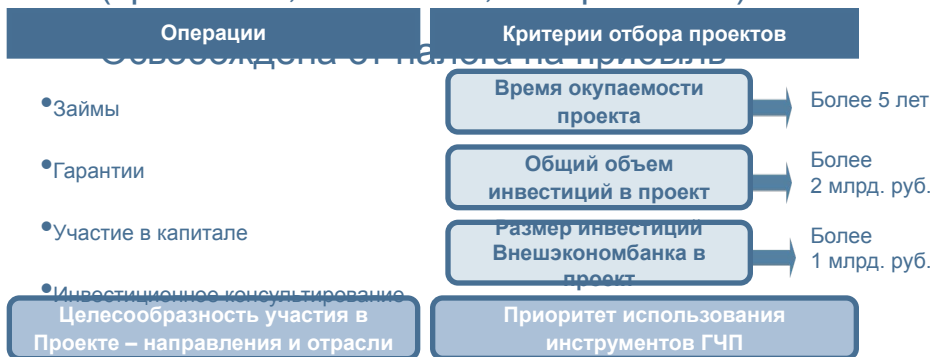 Операции
Критерии отбора проектов
Освобождена от налога на прибыль
•Займы
•Гарантии
•Участие в капитале
•Инвестиционное консультирование
Время окупаемости
проекта
Более 5 лет
Общий объем
инвестиций в проект
Более
2 млрд. руб.
Размер инвестиций
Внешэкономбанка в
проект
Более
1 млрд. руб.
Целесообразность участия в
Проекте – направления и отрасли
Приоритет использования
инструментов ГЧП